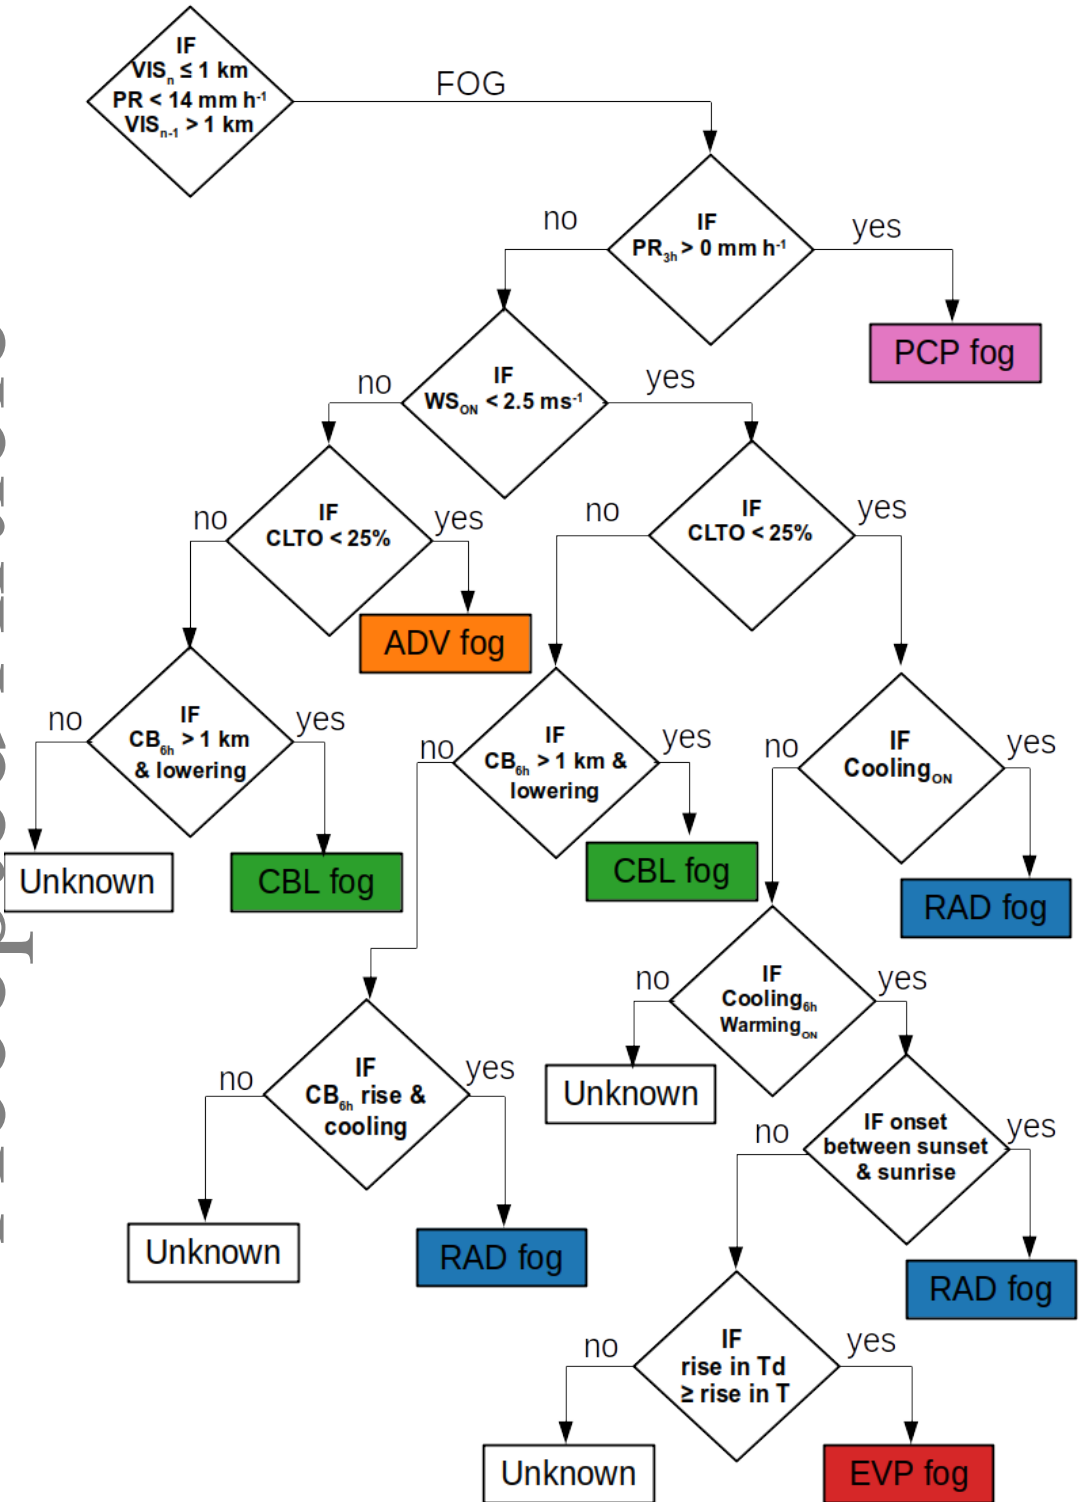 IF
VISn ≤ 1 km
PR < 14 mm h-1
VISn-1 > 1 km
FOG
no
IF
PR3h > 0 mm h-1
yes
PCP fog
no
IF
WSON < 2.5 ms-1
yes
no
IF
CLTO < 25%
yes
no
IF
CLTO < 25%
yes
ADV fog
no
IF
CB6h > 1 km
& lowering
yes
no
IF
CB6h > 1 km &
lowering
yes
no
IF
CoolingON
yes
Unknown
CBL fog
CBL fog
RAD fog
no
IF
Cooling6h
WarmingON
yes
Unknown
no
IF
CB6h rise &
cooling
yes
no
IF onset
between sunset
& sunrise
yes
Unknown
RAD fog
RAD fog
no
IF
rise in Td
≥ rise in T
yes
Unknown
EVP fog